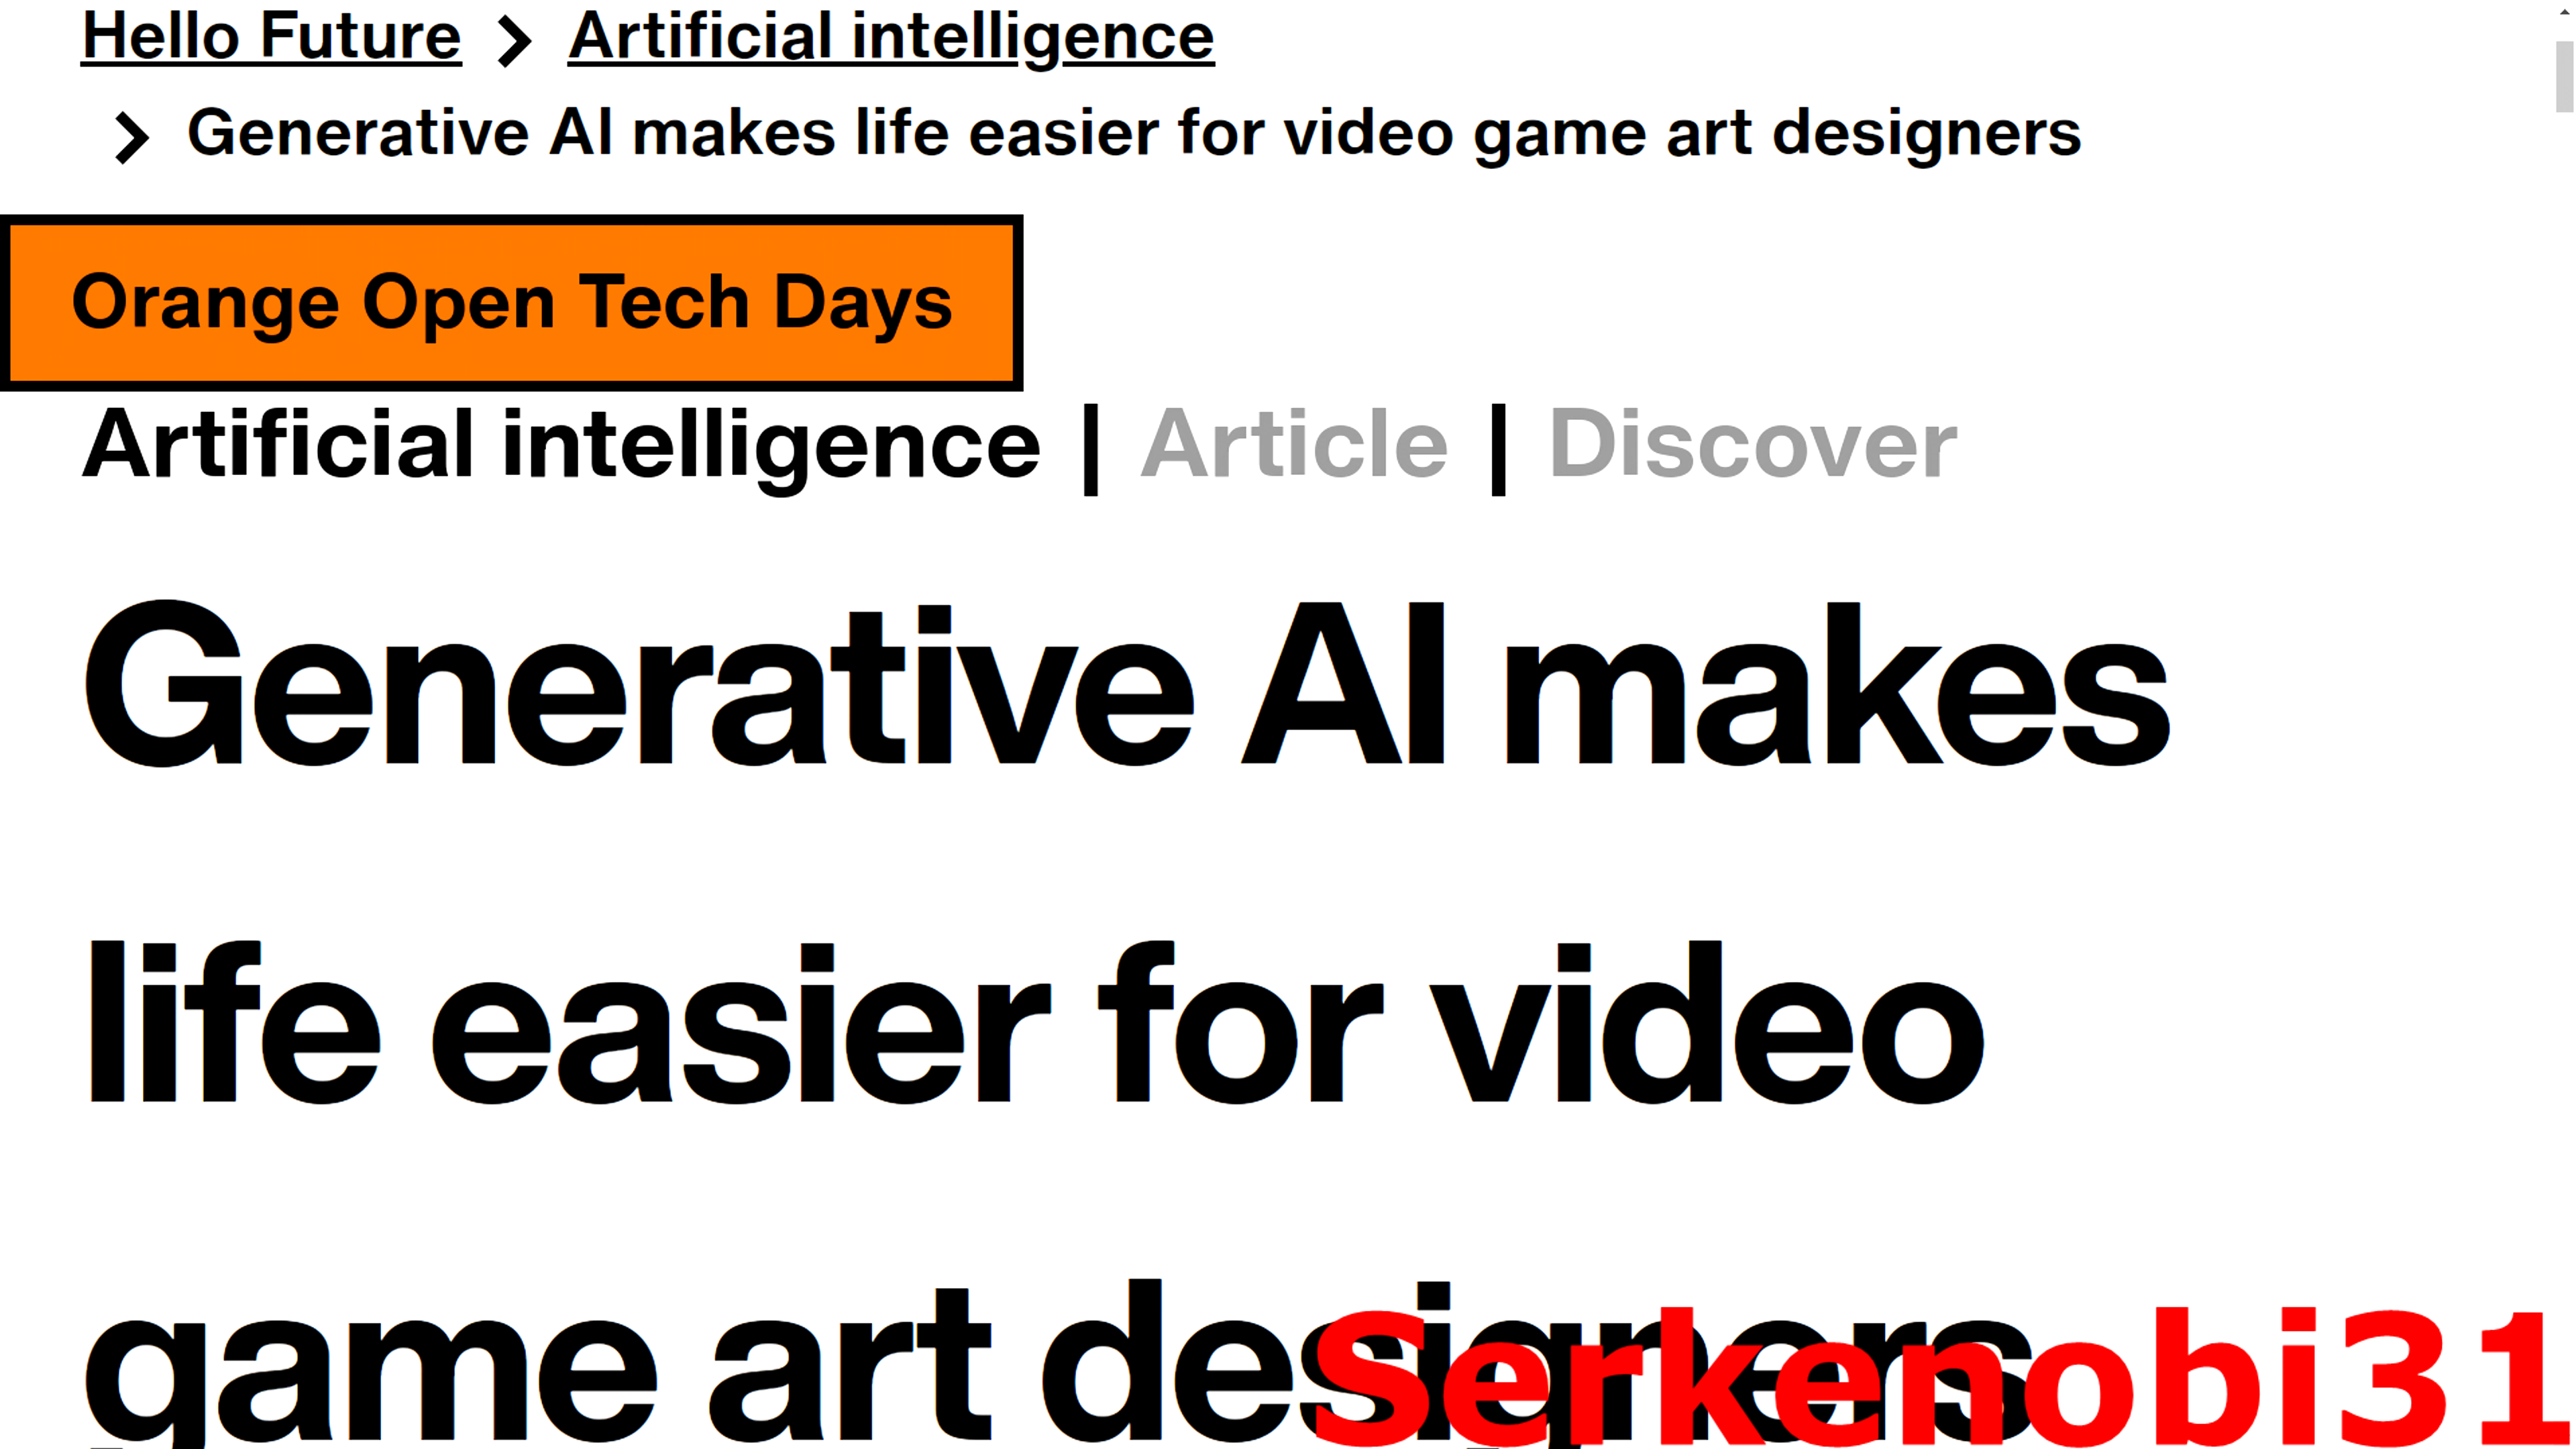 Hello Future > Artificial intelligence
> Generative AI makes life easier for video game art designers
Orange Open Tech Days
Artificial intelligence | Article | Discover
Generative AI makes
life easier for video
game art designers
Serkenobi31